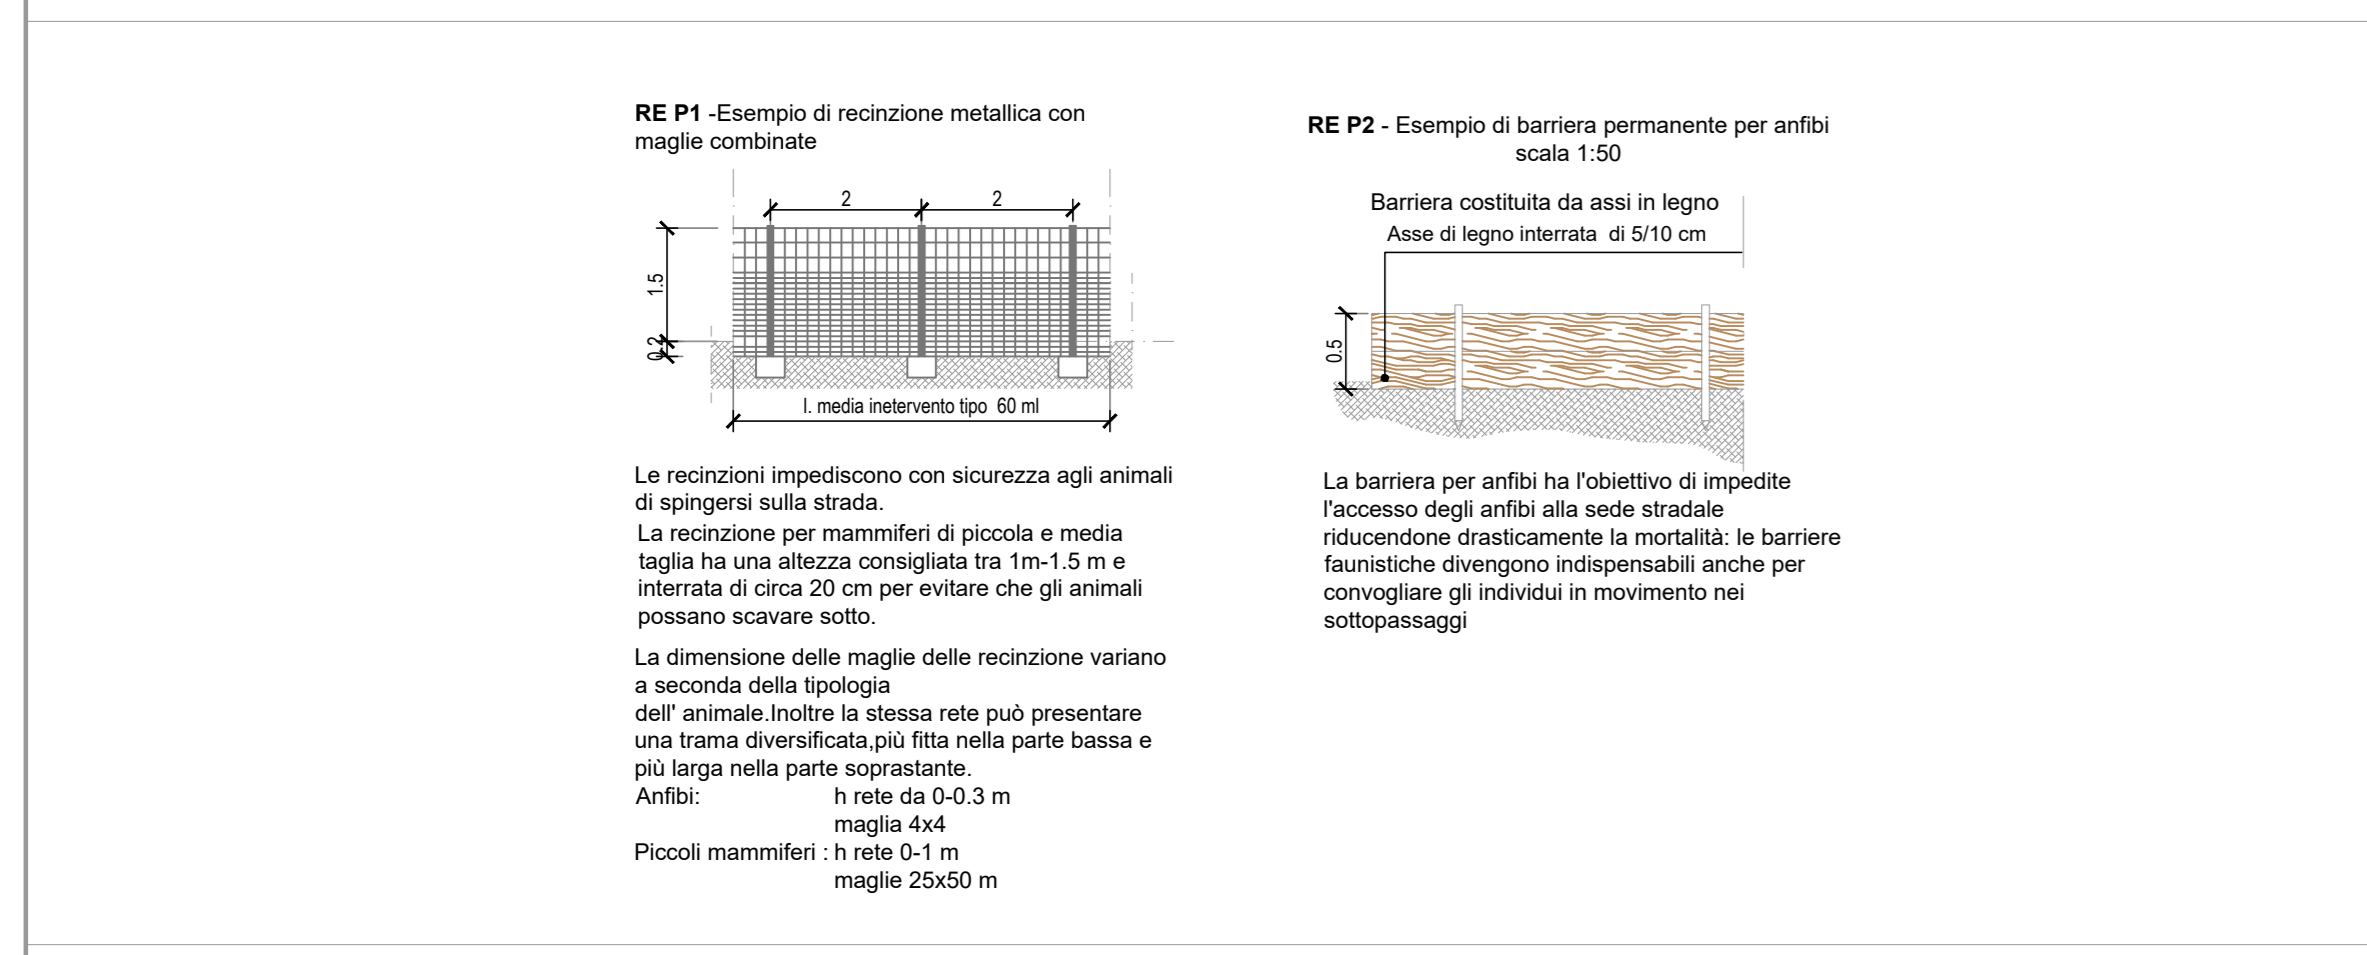 RE P1 -Esempio di recinzione metallica con
maglie combinate
2
2
1.5
0.2
l. media inetervento tipo 60 ml
Le recinzioni impediscono con sicurezza agli animali
di spingersi sulla strada.
La recinzione per mammiferi di piccola e media
taglia ha una altezza consigliata tra 1m-1.5 m e
interrata di circa 20 cm per evitare che gli animali
possano scavare sotto.
La dimensione delle maglie delle recinzione variano
a seconda della tipologia
dell' animale.Inoltre la stessa rete può presentare
una trama diversificata,più fitta nella parte bassa e
più larga nella parte soprastante.
Anfibi: h rete da 0-0.3 m
maglia 4x4
Piccoli mammiferi : h rete 0-1 m
maglie 25x50 m
RE P2 - Esempio di barriera permanente per anfibi
scala 1:50
Barriera costituita da assi in legno
Asse di legno interrata di 5/10 cm
0.5
La barriera per anfibi ha l'obiettivo di impedite
l'accesso degli anfibi alla sede stradale
riducendone drasticamente la mortalità: le barriere
faunistiche divengono indispensabili anche per
convogliare gli individui in movimento nei
sottopassaggi